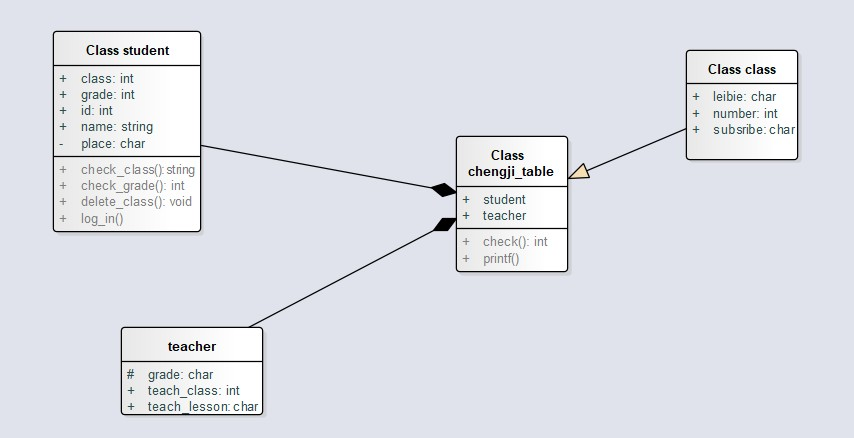 Class student
+ class: int
+ grade: int
+ id: int
+ name: string
- place: char
+ check_class():string
+ check_grade(): int
+ delete_class(): void
+ log_in()
teacher
# grade: char
+ teach_class: int
+ teach_lesson: char
Class
chengji_table
+ student
+ teacher
+ check(): int
+ printf()
Class class
+ leibie: char
+ number: int
+ subsribe: char